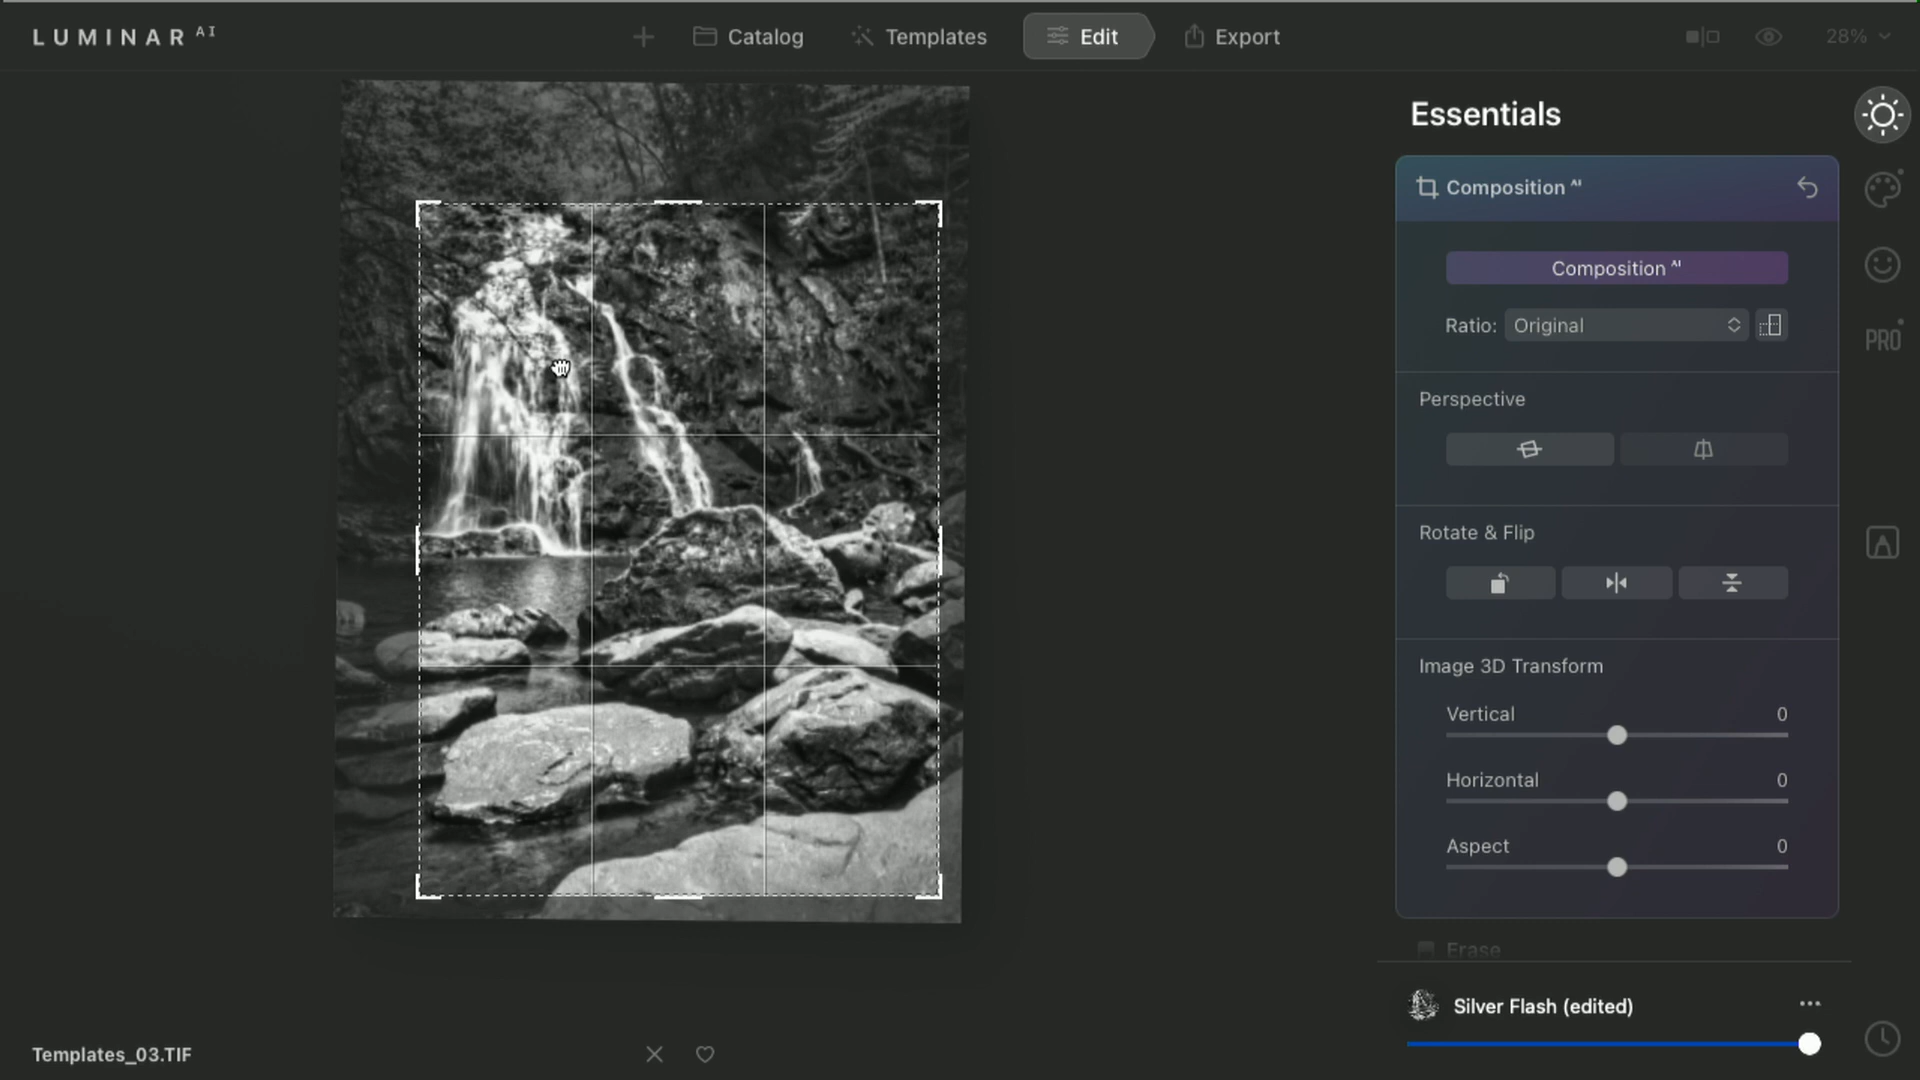 LUMINAR AI
Catalog
Templates
Edit
Export
28%
Essentials
Composition AI
Composition AI
Ratio: Original
Perspective
Rotate & Flip
Image 3D Transform
Vertical 0
Horizontal 0
Aspect 0
Erase
PRO
Silver Flash (edited)
Templates_03.TIF